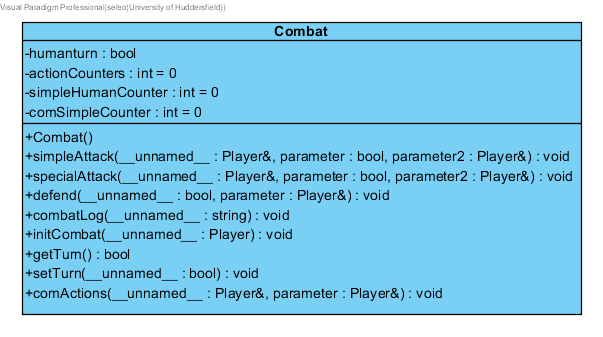 Visual Paradigm Professional(seleq(University of Huddersfield))
Combat
-humanturn : bool
-actionCounters : int = 0
-simpleHumanCounter : int = 0
-comSimpleCounter : int = 0
+Combat()
+simpleAttack(__unnamed__ : Player&, parameter : bool, parameter2 : Player&) : void
+specialAttack(__unnamed__ : Player&, parameter : bool, parameter2 : Player&) : void
+defend(__unnamed__ : bool, parameter : Player&) : void
+combatLog(__unnamed__ : string) : void
+initCombat(__unnamed__ : Player) : void
+getTurn() : bool
+setTurn(__unnamed__ : bool) : void
+comActions(__unnamed__ : Player&, parameter : Player&) : void